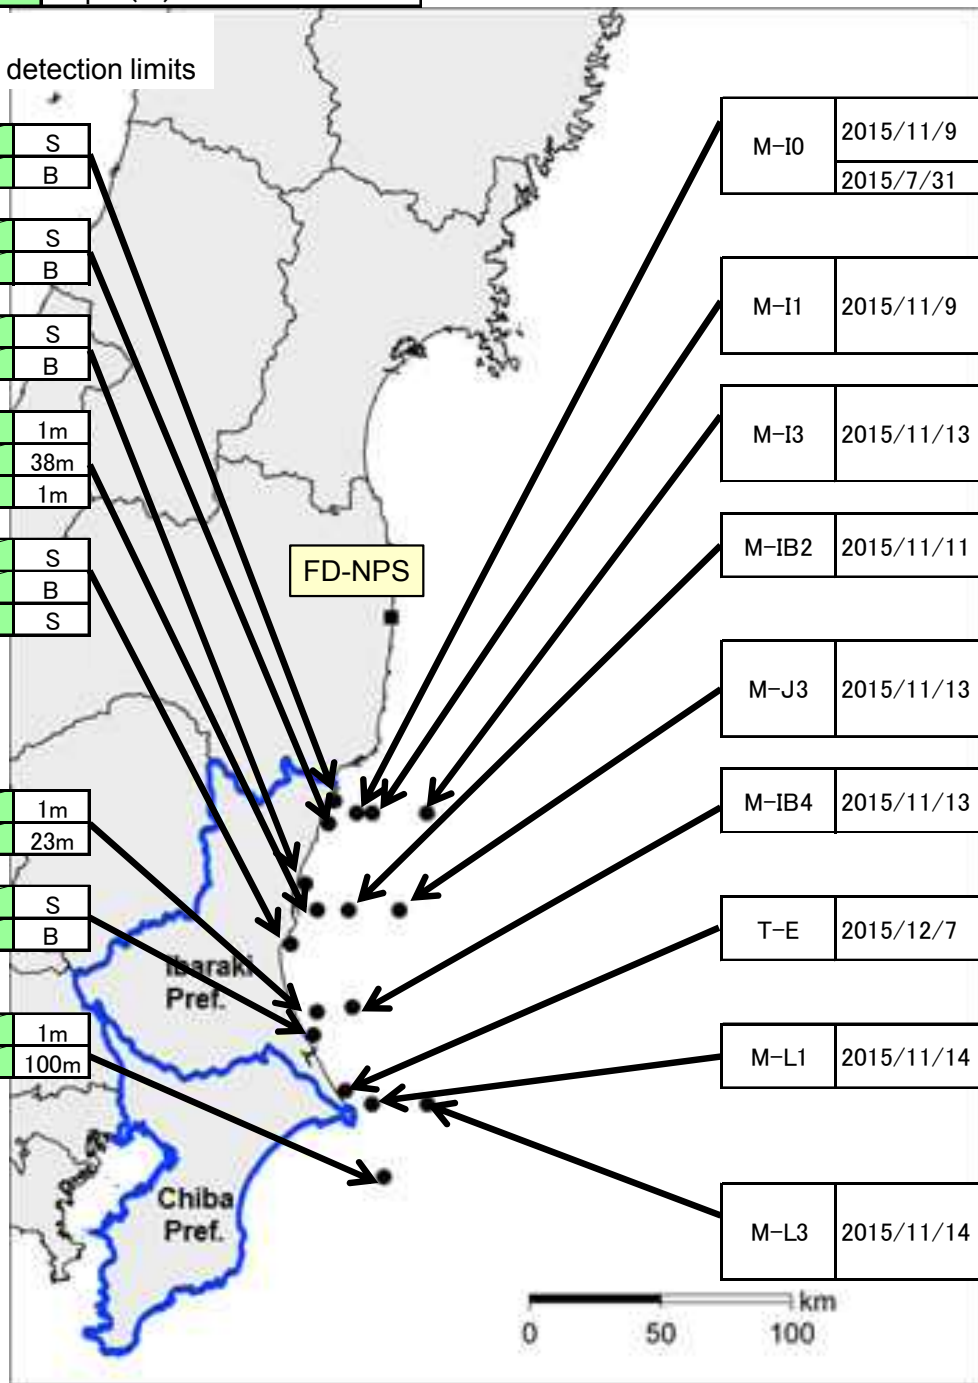 detection limits
S
B
S
B
S
B
1m
38m
1m
S
B
S
1m
23m
S
B
1m
100m
FD-NPS
Ibaraki
Pref.
Chiba
Pref.
M-I0
2015/11/9
2015/7/31
M-I1
2015/11/9
M-I3
2015/11/13
M-IB2
2015/11/11
M-J3
2015/11/13
M-IB4
2015/11/13
T-E
2015/12/7
M-L1
2015/11/14
M-L3
2015/11/14
km
0 50 100